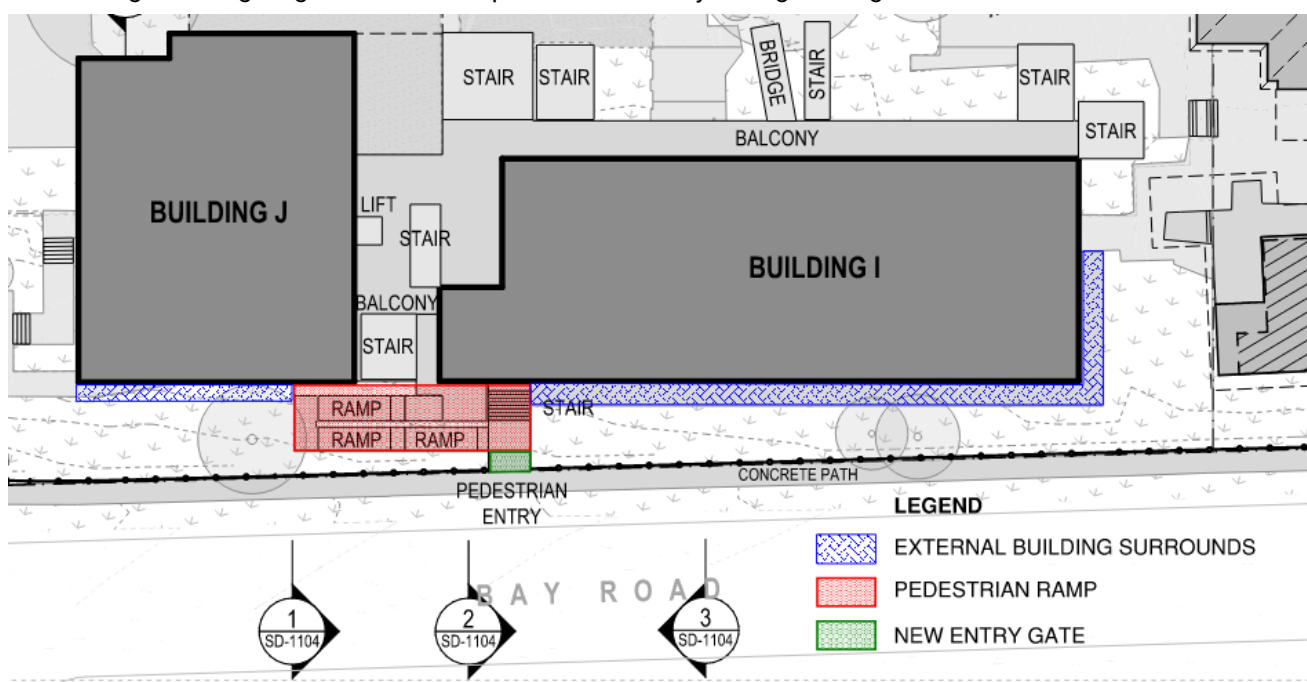 STAIR
STAIR
BRIDGE
STAIR
STAIR
STAIR
BALCONY
BUILDING J
LIFT
STAIR
BUILDING I
BALCONY
STAIR
RAMP
STAIR
RAMP
RAMP
CONCRETE PATH
PEDESTRIAN
ENTRY
LEGEND
EXTERNAL BUILDING SURROUNDS
PEDESTRIAN RAMP
NEW ENTRY GATE
BAY ROAD
1
SD-1104
2
SD-1104
3
SD-1104